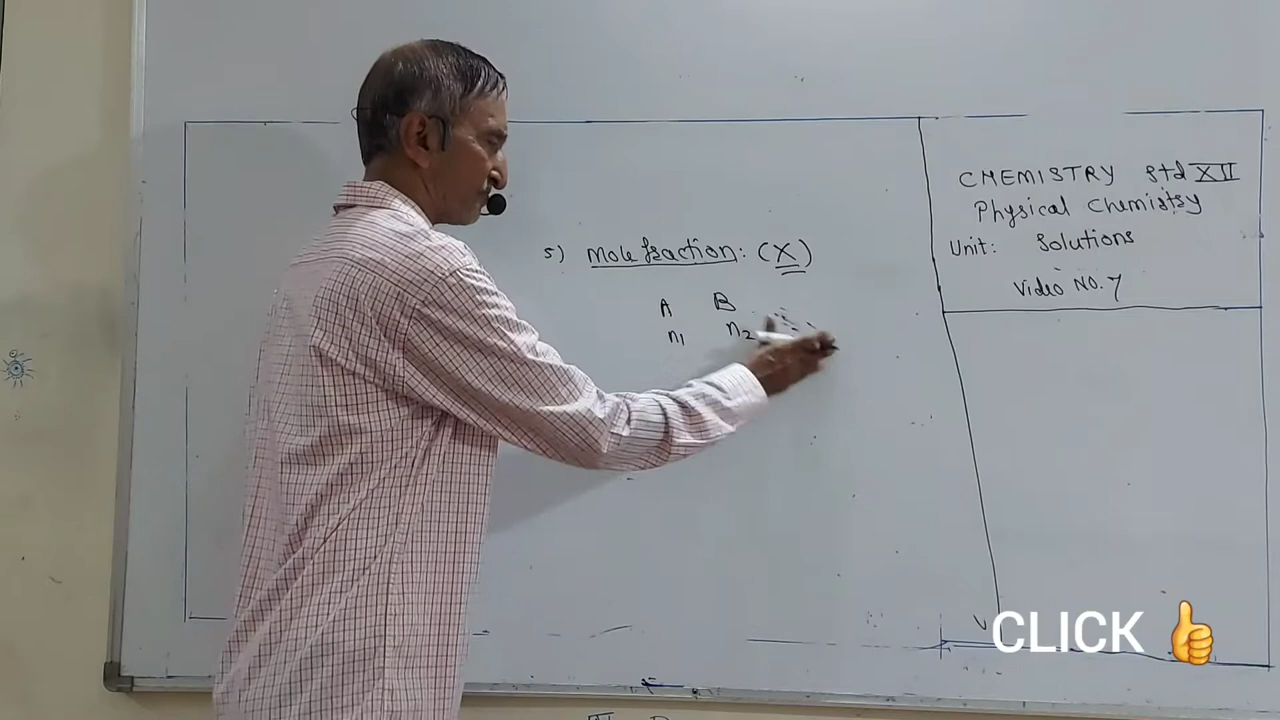 CHEMISTRY std XII
Physical Chemistry
Unit: Solutions
Video No. 7
5) Mole fraction: (X)
A B
n1 n2
CLICK 👍